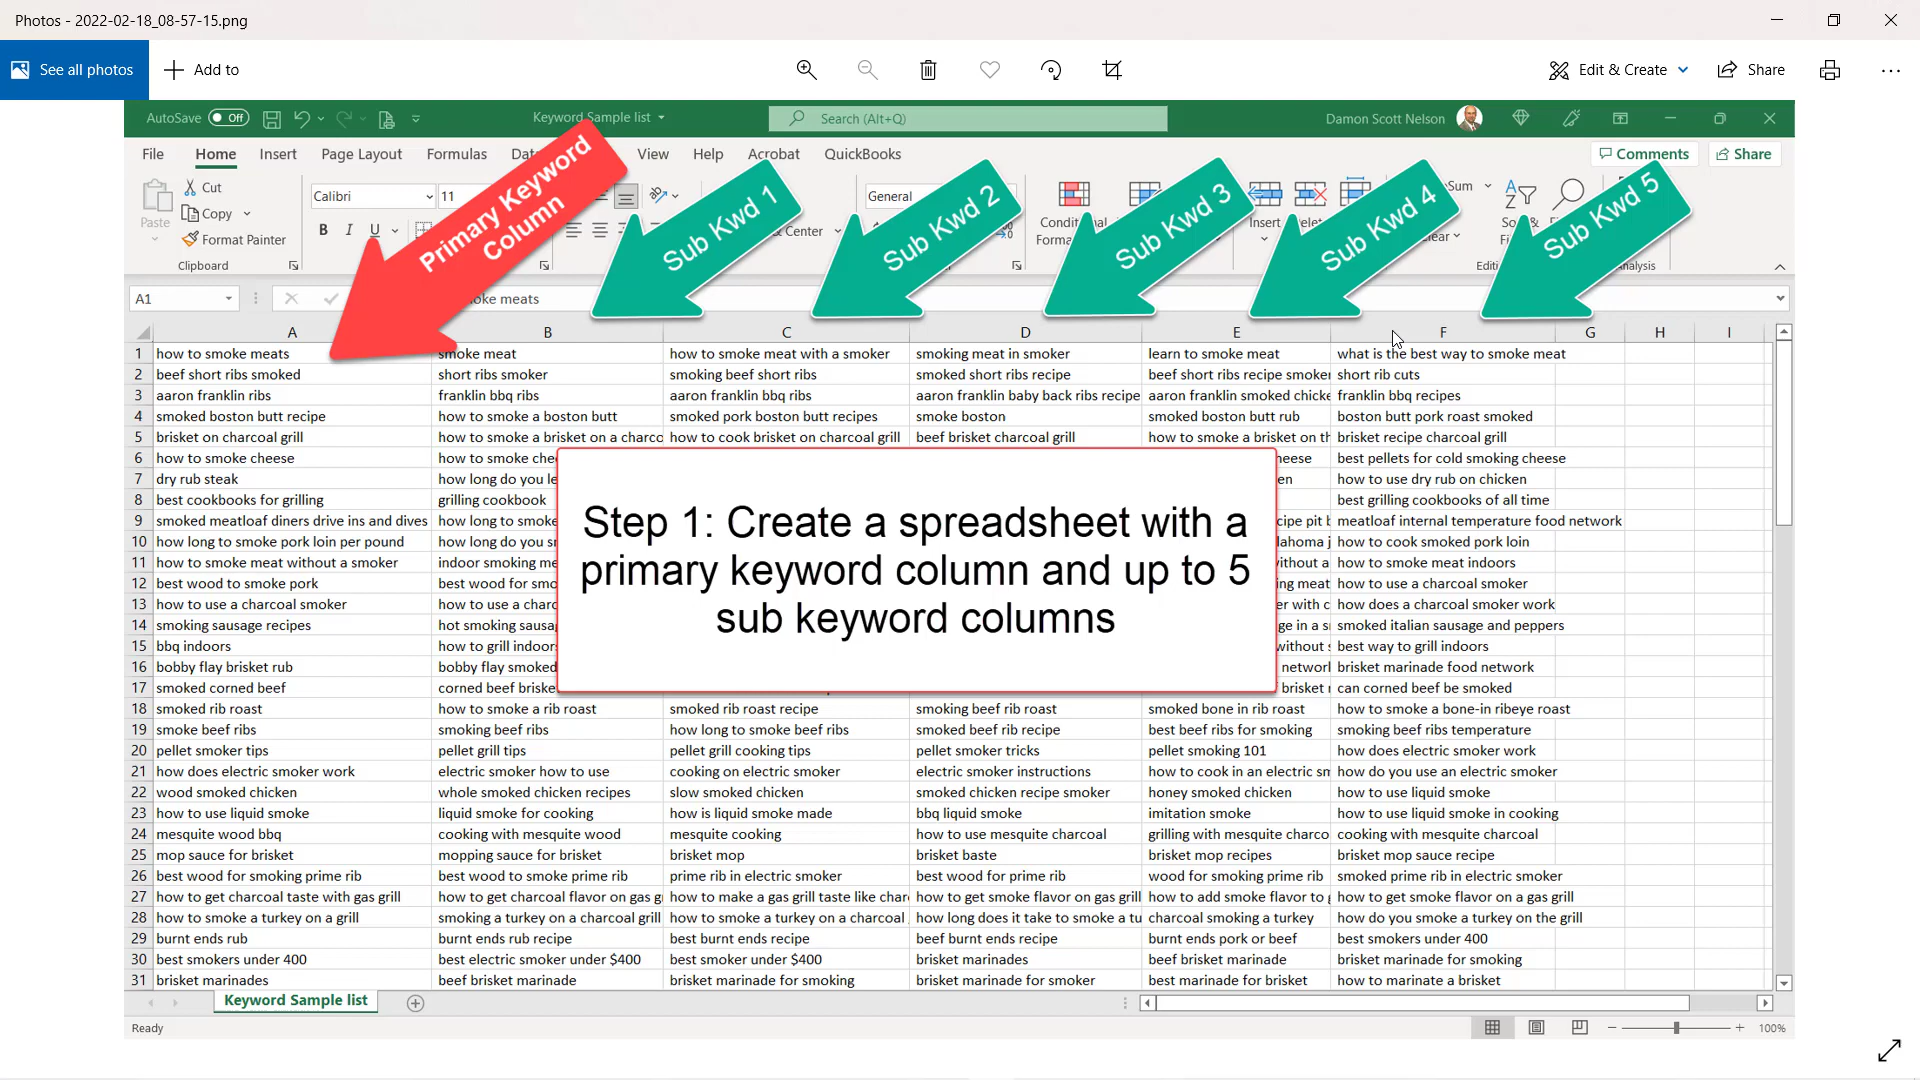 Photos - 2022-02-18_08-57-15.png
See all photos Add to Edit & Create Share
AutoSave Off Keyword Sample list Search (Alt+Q) Damon Scott Nelson
File Home Insert Page Layout Formulas View Help Acrobat QuickBooks Comments Share
Primary Keyword Column
Sub Kwd 1
Sub Kwd 2
Sub Kwd 3
Sub Kwd 4
Sub Kwd 5
Paste Cut Calibri 11 General
Copy
Format Painter B I U
Insert
Clipboard
A1
A B C D E F G H I
1 how to smoke meats smoke meat how to smoke meat with a smoker smoking meat in smoker learn to smoke meat what is the best way to smoke meat
2 beef short ribs smoked short ribs smoker smoking beef short ribs smoked short ribs recipe beef short ribs recipe smoker short rib cuts
3 aaron franklin ribs franklin bbq ribs aaron franklin bbq ribs aaron franklin baby back ribs recipe aaron franklin smoked chicke franklin bbq recipes
4 smoked boston butt recipe how to smoke a boston butt smoked pork boston butt recipes smoke boston smoked boston butt rub boston butt pork roast smoked
5 brisket on charcoal grill how to smoke a brisket on a charco how to cook brisket on charcoal grill beef brisket charcoal grill how to smoke a brisket on th brisket recipe charcoal grill
6 how to smoke cheese how to smoke che heese best pellets for cold smoking cheese
7 dry rub steak how long do you le en how to use dry rub on chicken
8 best cookbooks for grilling grilling cookbook best grilling cookbooks of all time
9 smoked meatloaf diners drive ins and dives how long to smoke cipe pit b meatloaf internal temperature food network
10 how long to smoke pork loin per pound how long do you sm lahoma j how to cook smoked pork loin
11 how to smoke meat without a smoker indoor smoking me ithout a how to smoke meat indoors
12 best wood to smoke pork best wood for smo ing meat how to use a charcoal smoker
13 how to use a charcoal smoker how to use a charc er with c how does a charcoal smoker work
14 smoking sausage recipes hot smoking sausa ge in a sm smoked italian sausage and peppers
15 bbq indoors how to grill indoors without s best way to grill indoors
16 bobby flay brisket rub bobby flay smoked network brisket marinade food network
17 smoked corned beef corned beef briske brisket can corned beef be smoked
Step 1: Create a spreadsheet with a
primary keyword column and up to 5
sub keyword columns
18 smoked rib roast how to smoke a rib roast smoked rib roast recipe smoking beef rib roast smoked bone in rib roast how to smoke a bone-in ribeye roast
19 smoke beef ribs smoking beef ribs how long to smoke beef ribs smoked beef rib recipe best beef ribs for smoking smoking beef ribs temperature
20 pellet smoker tips pellet grill tips pellet grill cooking tips pellet smoker tricks pellet smoking 101 how does electric smoker work
21 how does electric smoker work electric smoker how to use cooking on electric smoker electric smoker instructions how to cook in an electric sm how do you use an electric smoker
22 wood smoked chicken whole smoked chicken recipes slow smoked chicken smoked chicken recipe smoker honey smoked chicken how to use liquid smoke
23 how to use liquid smoke liquid smoke for cooking how is liquid smoke made bbq liquid smoke imitation smoke how to use liquid smoke in cooking
24 mesquite wood bbq cooking with mesquite wood mesquite cooking how to use mesquite charcoal grilling with mesquite charco cooking with mesquite charcoal
25 mop sauce for brisket mopping sauce for brisket brisket mop brisket baste brisket mop recipes brisket mop sauce recipe
26 best wood for smoking prime rib best wood to smoke prime rib prime rib in electric smoker best wood for prime rib wood for smoking prime rib smoked prime rib in electric smoker
27 how to get charcoal taste with gas grill how to get charcoal flavor on gas g how to make a gas grill taste like char how to get smoke flavor on gas grill how to add smoke flavor to g how to get smoke flavor on a gas grill
28 how to smoke a turkey on a grill smoking a turkey on a charcoal grill how to smoke a turkey on a charcoal how long does it take to smoke a tu charcoal smoking a turkey how do you smoke a turkey on the grill
29 burnt ends rub burnt ends rub recipe best burnt ends recipe beef burnt ends recipe burnt ends pork or beef best smokers under 400
30 best smokers under 400 best electric smoker under $400 best smoker under $400 brisket marinades beef brisket marinade brisket marinade for smoking
31 brisket marinades beef brisket marinade brisket marinade for smoking brisket marinade for smoker best marinade for brisket how to marinate a brisket
Keyword Sample list
Ready 100%